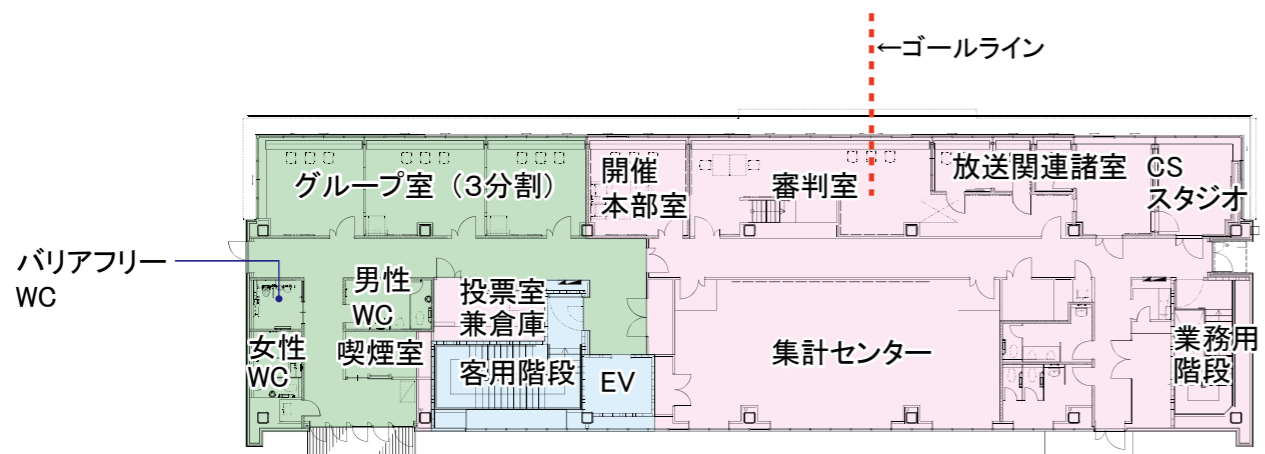 ←ゴールライン
グループ室（３分割）
開催
本部室
審判室
放送関連諸室
CS
スタジオ
バリアフリー
WC
男性
WC
投票室
兼倉庫
女性
WC
喫煙室
客用階段
EV
集計センター
業務用
階段